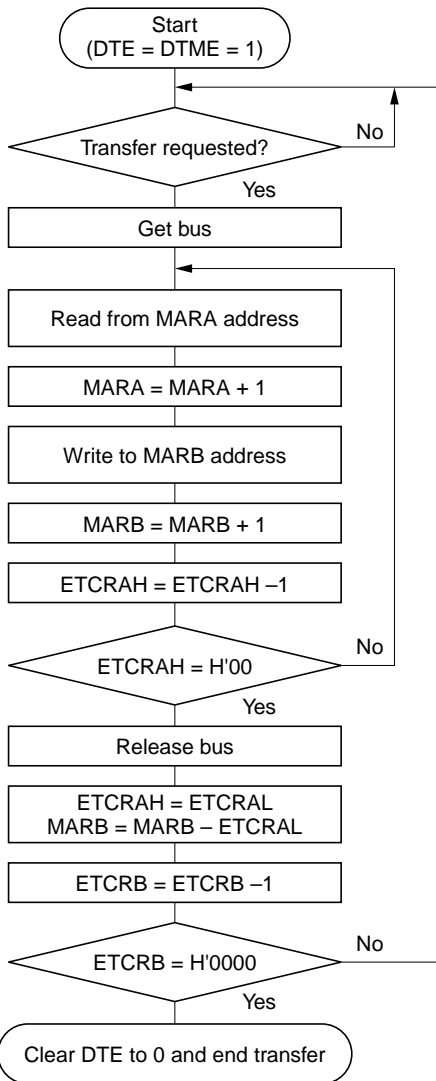 Start
(DTE = DTME = 1)
Transfer requested?
No
Yes
Get bus
Read from MARA address
MARA = MARA + 1
Write to MARB address
MARB = MARB + 1
ETCRAH = ETCRAH –1
ETCRAH = H'00
No
Yes
Release bus
ETCRAH = ETCRAL
MARB = MARB – ETCRAL
ETCRB = ETCRB –1
ETCRB = H'0000
No
Yes
Clear DTE to 0 and end transfer